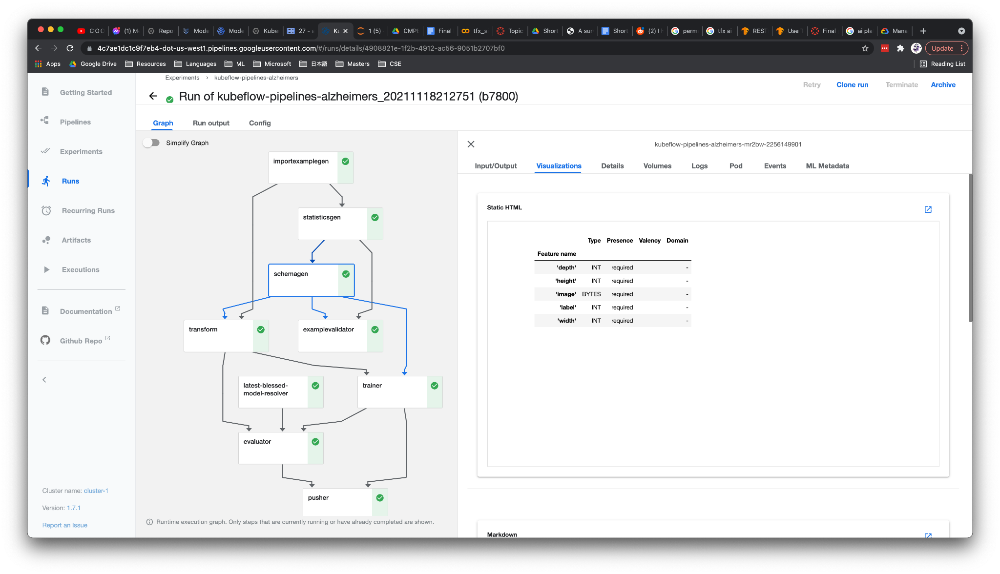 COO
(1) M
Repo
Mode
Mode
Kube
27 - a
Ku
1 (5)
CMPE
Final
tfx_si
Topic
Short
A sur
Short
(2) I h
perm
tfx ai
REST
Use T
Final
ai pla
Mana
4c7ae1dc1c9f7eb4-dot-us-west1.pipelines.googleusercontent.com/#/runs/details/4908821e-1f2b-4912-ac56-9051b2707bf0
Update
Apps
Google Drive
Resources
Languages
ML
Microsoft
日本語
Masters
CSE
Reading List
Getting Started
Pipelines
Experiments
Runs
Recurring Runs
Artifacts
Executions
Documentation
Github Repo
Cluster name: cluster-1
Version: 1.7.1
Report an Issue
Experiments > kubeflow-pipelines-alzheimers
Run of kubeflow-pipelines-alzheimers_20211118212751 (b7800)
Retry
Clone run
Terminate
Archive
Graph
Run output
Config
Simplify Graph
importexamplegen
statisticsgen
schemagen
transform
examplevalidator
latest-blessed-
model-resolver
trainer
evaluator
pusher
Runtime execution graph. Only steps that are currently running or have already completed are shown.
kubeflow-pipelines-alzheimers-mr2bw-2256149901
Input/Output
Visualizations
Details
Volumes
Logs
Pod
Events
ML Metadata
Static HTML
Type Presence Valency Domain
Feature name
'depth' INT required -
'height' INT required -
'image' BYTES required -
'label' INT required -
'width' INT required -
Markdown